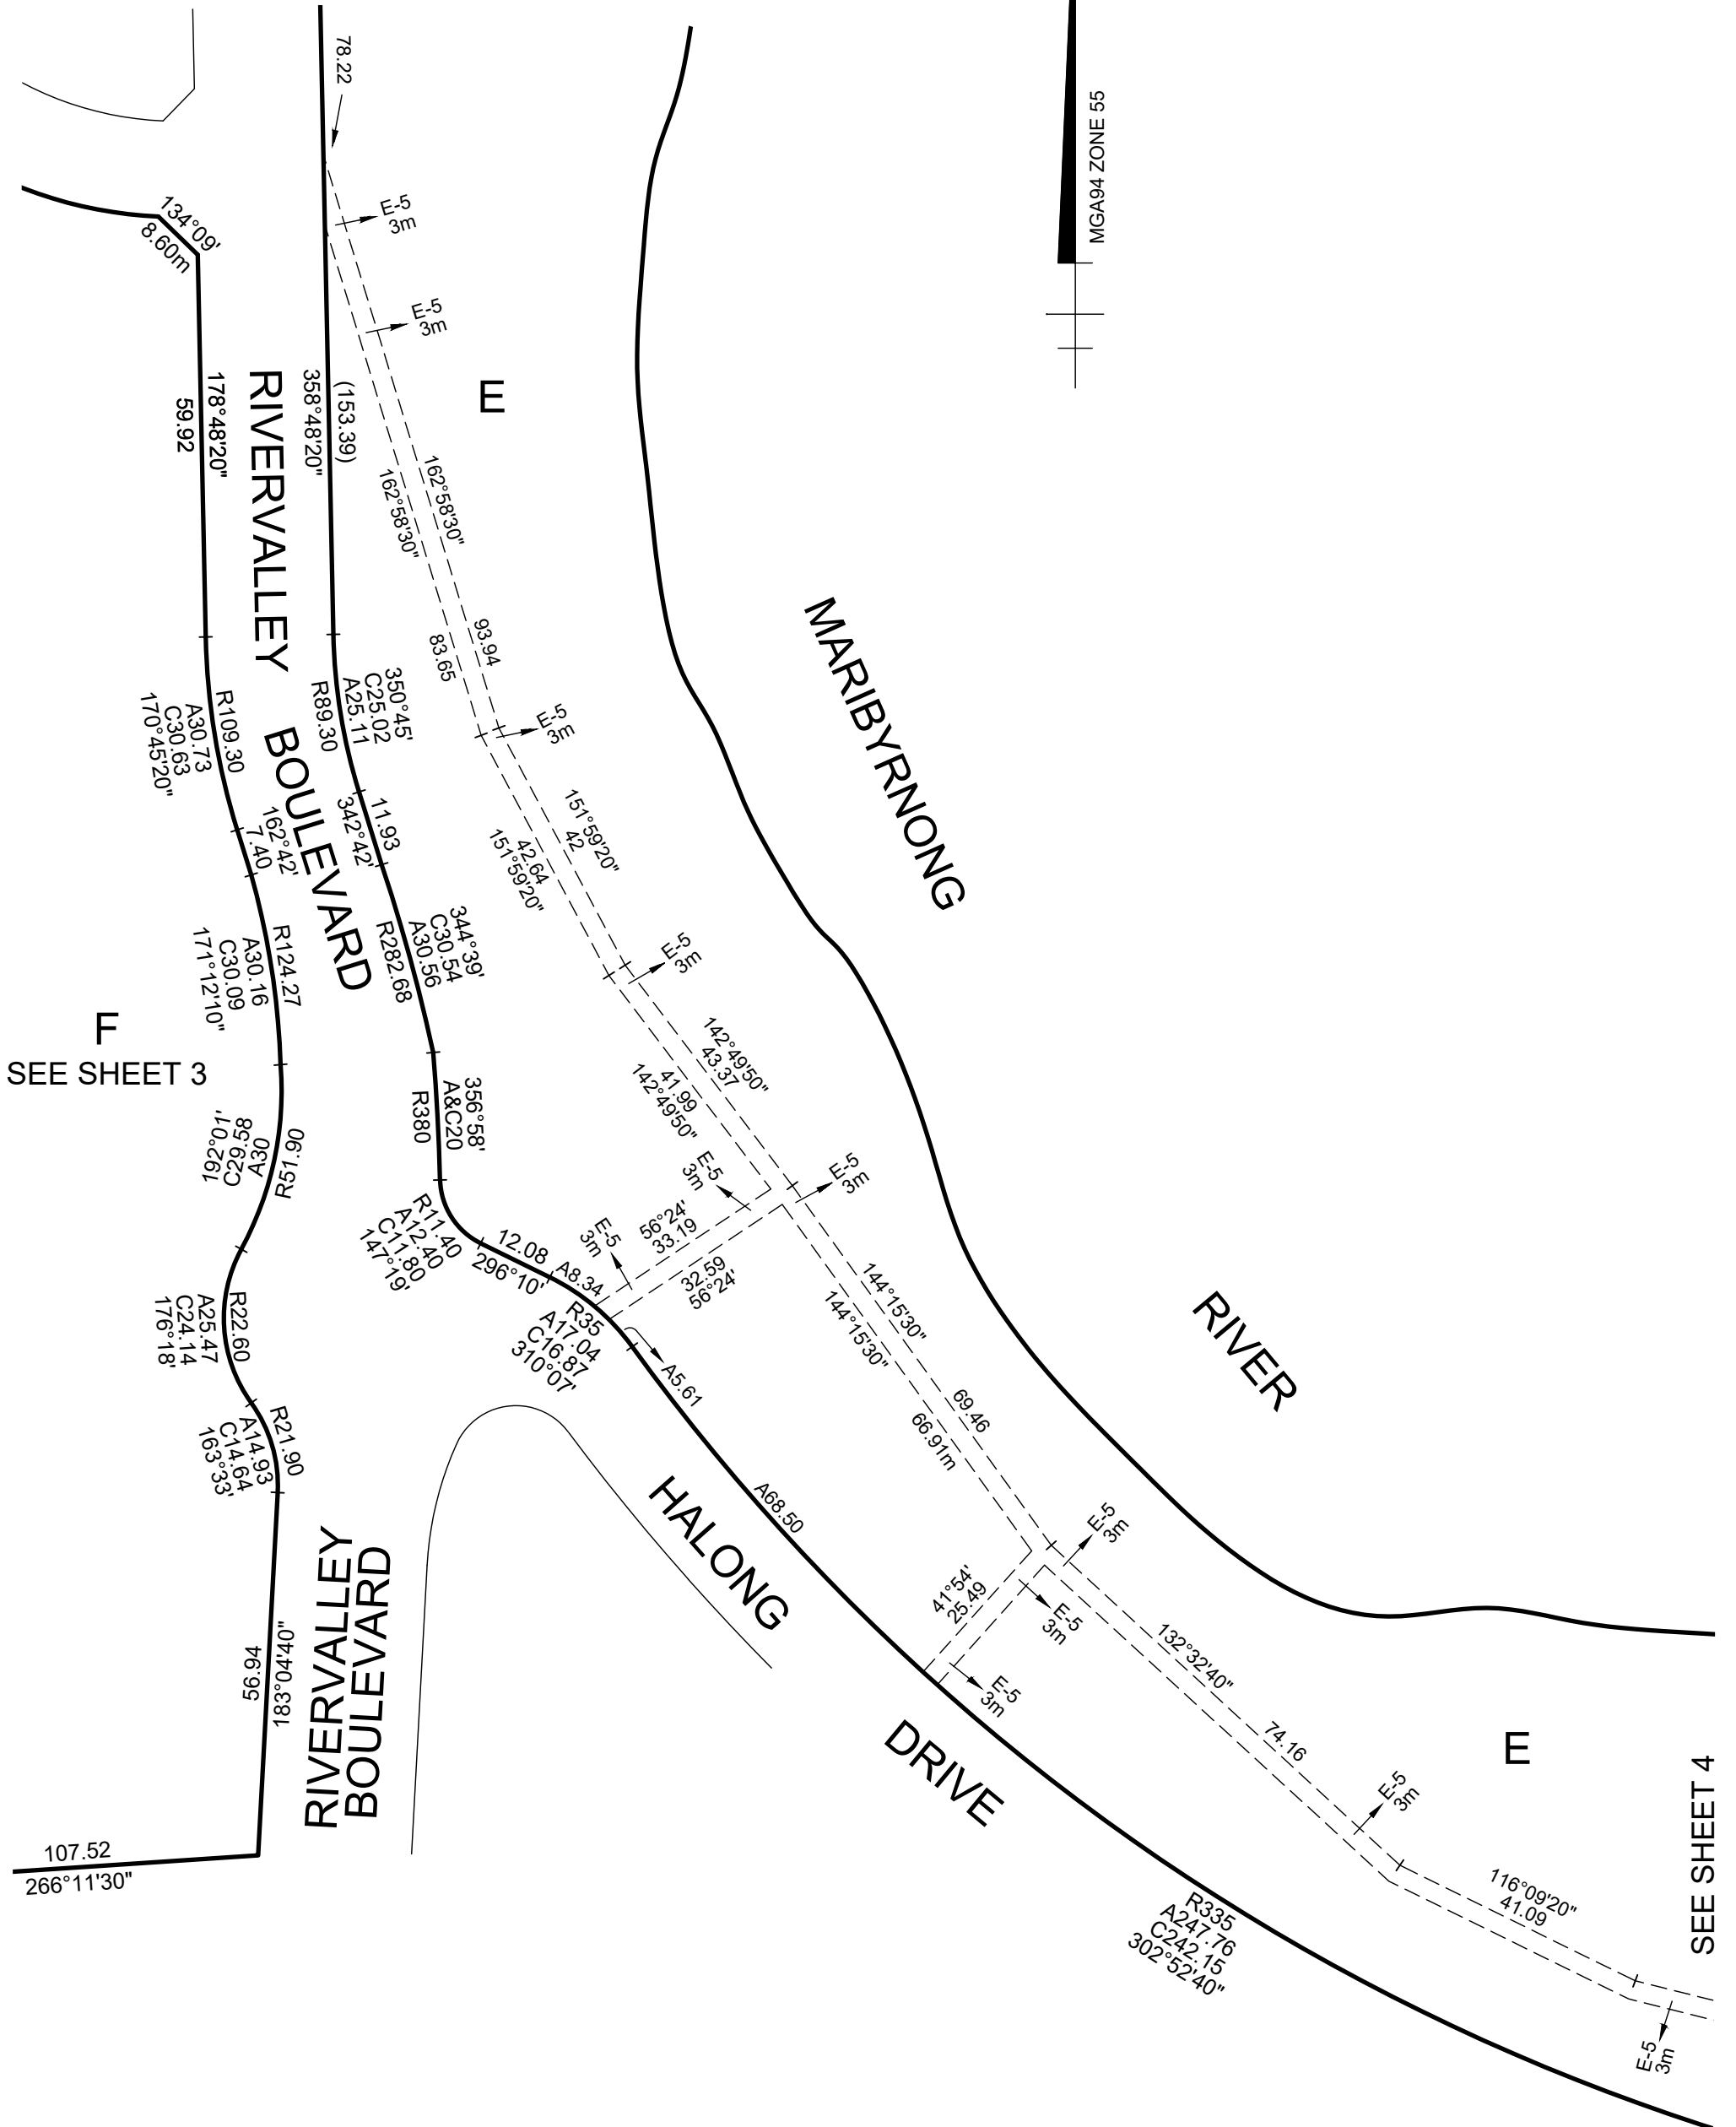 78.22
MGA94 ZONE 55
134°09'
8.60m
E-5
3m
E-5
3m
178°48'20"
59.92
RIVERVALLEY
BOULEVARD
358°48'20"
(153.39)
E
162°58'30"
162°58'30"
93.94
83.65
MARIBYRNONG
RIVER
R109.30
A30.73
C30.63
170°45'20"
350°45'
C25.02
A25.11
R89.30
E-5
3m
162°42'
7.40
11.93
342°42'
151°59'20"
42
42.64
151°59'20"
R124.27
A30.16
C30.09
171°12'10"
344°39'
C30.54
A30.56
R282.68
E-5
3m
F
SEE SHEET 3
142°49'50"
43.37
41.99
142°49'50"
356°58'
A&C20
R380
192°01'
C29.58
A30
R51.90
E-5
3m
E-5
3m
E-5
3m
56°24'
33.19
32.59
56°24'
R11.40
A12.40
C11.80
147°19'
12.08
296°10'
A8.34
R35
A17.04
C16.87
310°07'
A5.61
R22.60
A25.47
C24.14
176°18'
144°15'30"
144°15'30"
69.46
66.91m
R21.90
A14.93
C14.64
163°33'
HALONG
DRIVE
A68.50
E-5
3m
41°54'
25.49
E-5
3m
E-5
3m
RIVERVALLEY
BOULEVARD
56.94
183°04'40"
132°32'40"
74.16
E
E-5
3m
SEE SHEET 4
107.52
266°11'30"
116°09'20"
41.09
R335
A247.76
C242.15
302°52'40"
E-5
3m